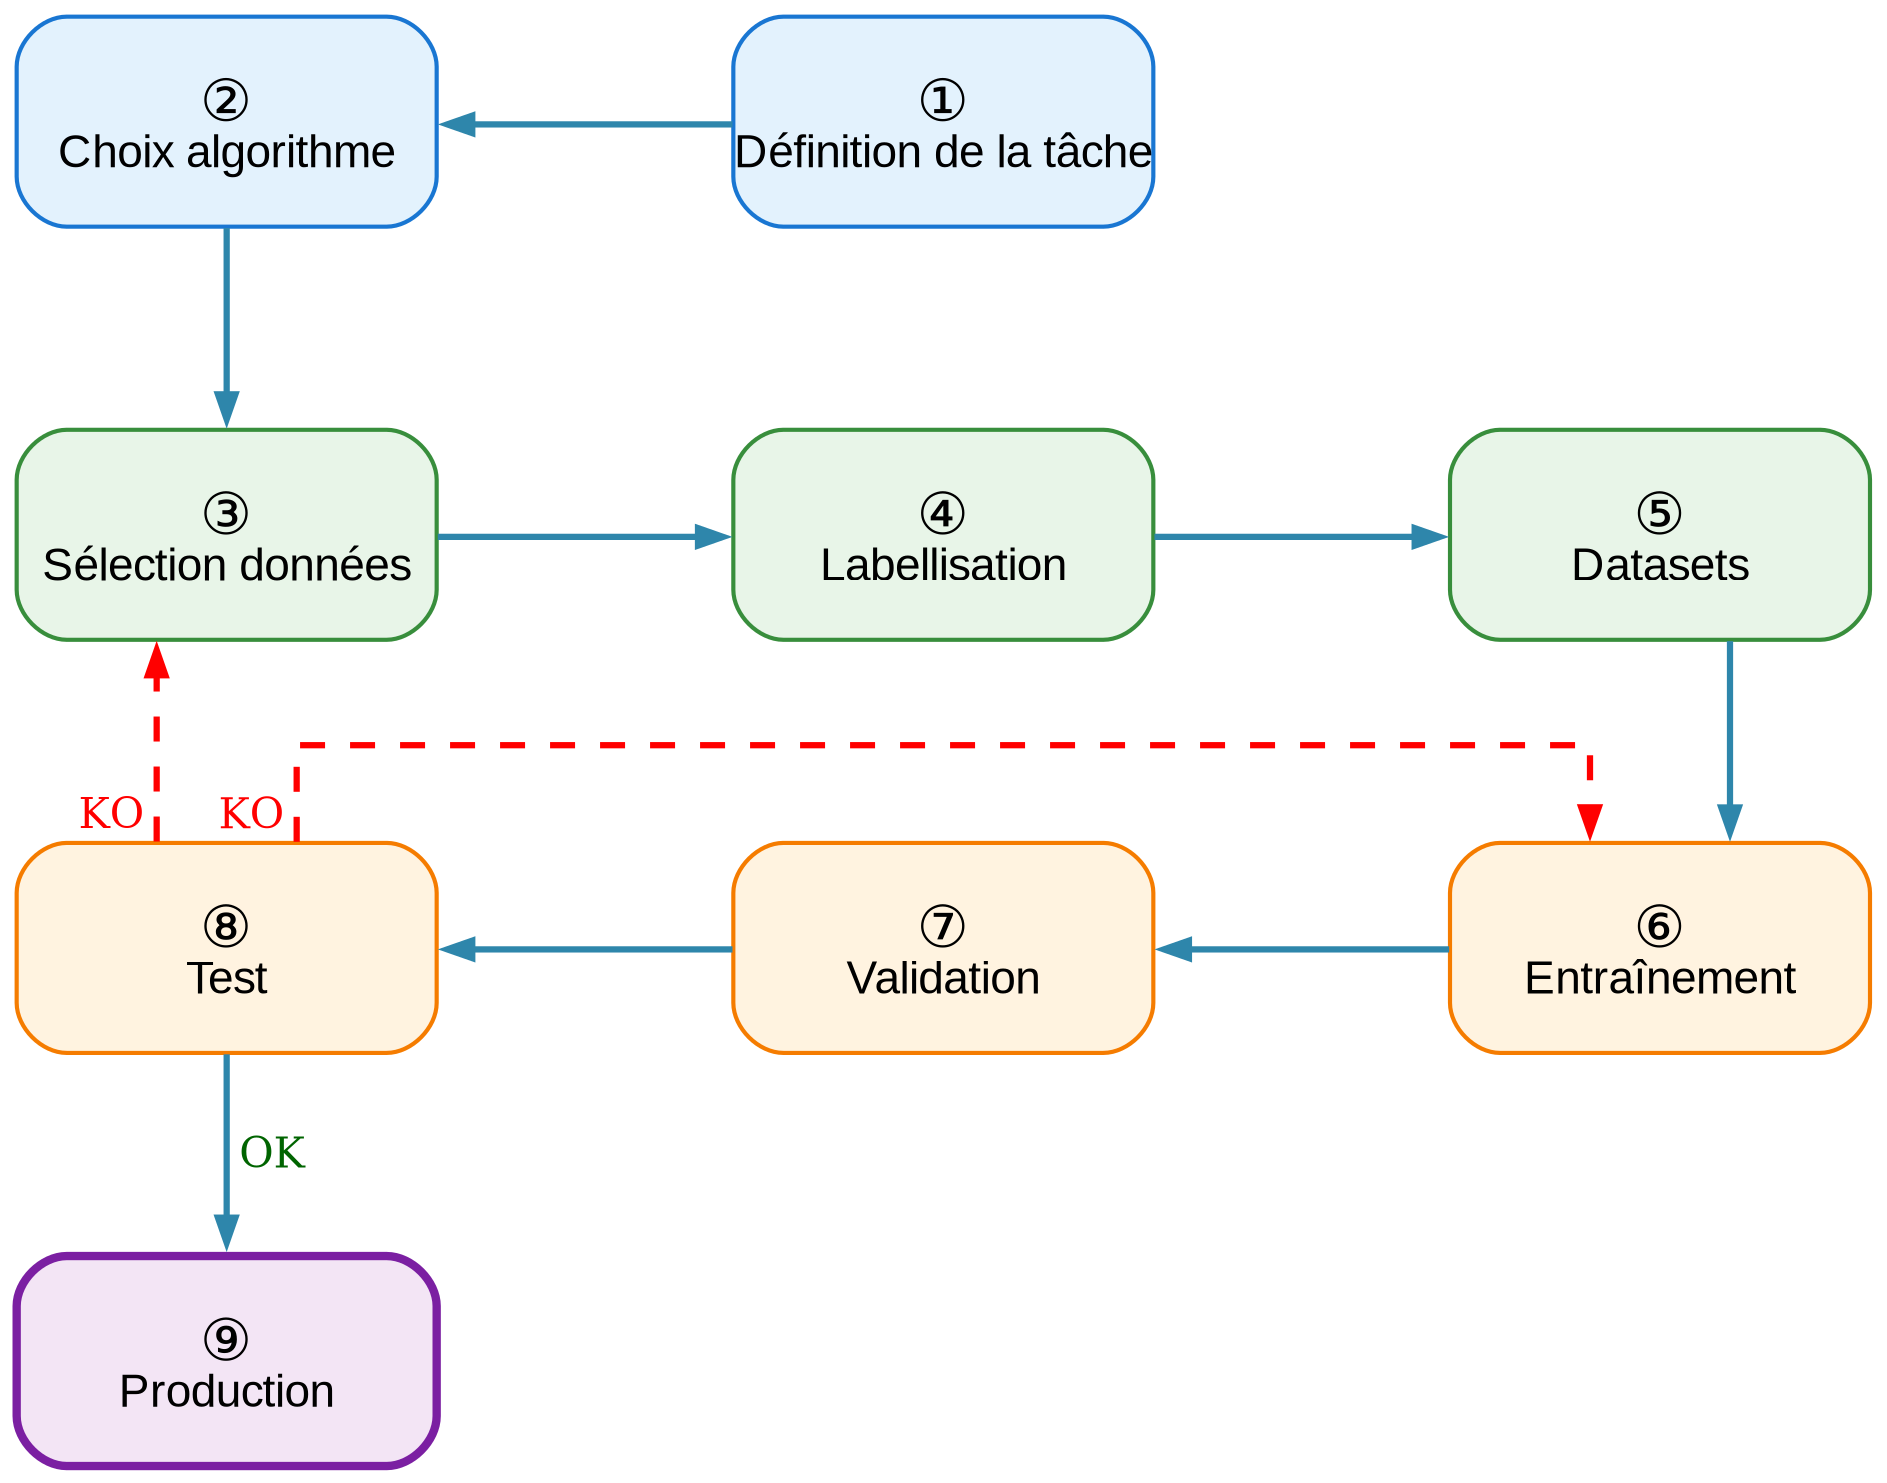 ②
Choix algorithme
①
Définition de la tâche
③
Sélection données
④
Labellisation
⑤
Datasets
KO
KO
⑧
Test
⑦
Validation
⑥
Entraînement
OK
⑨
Production